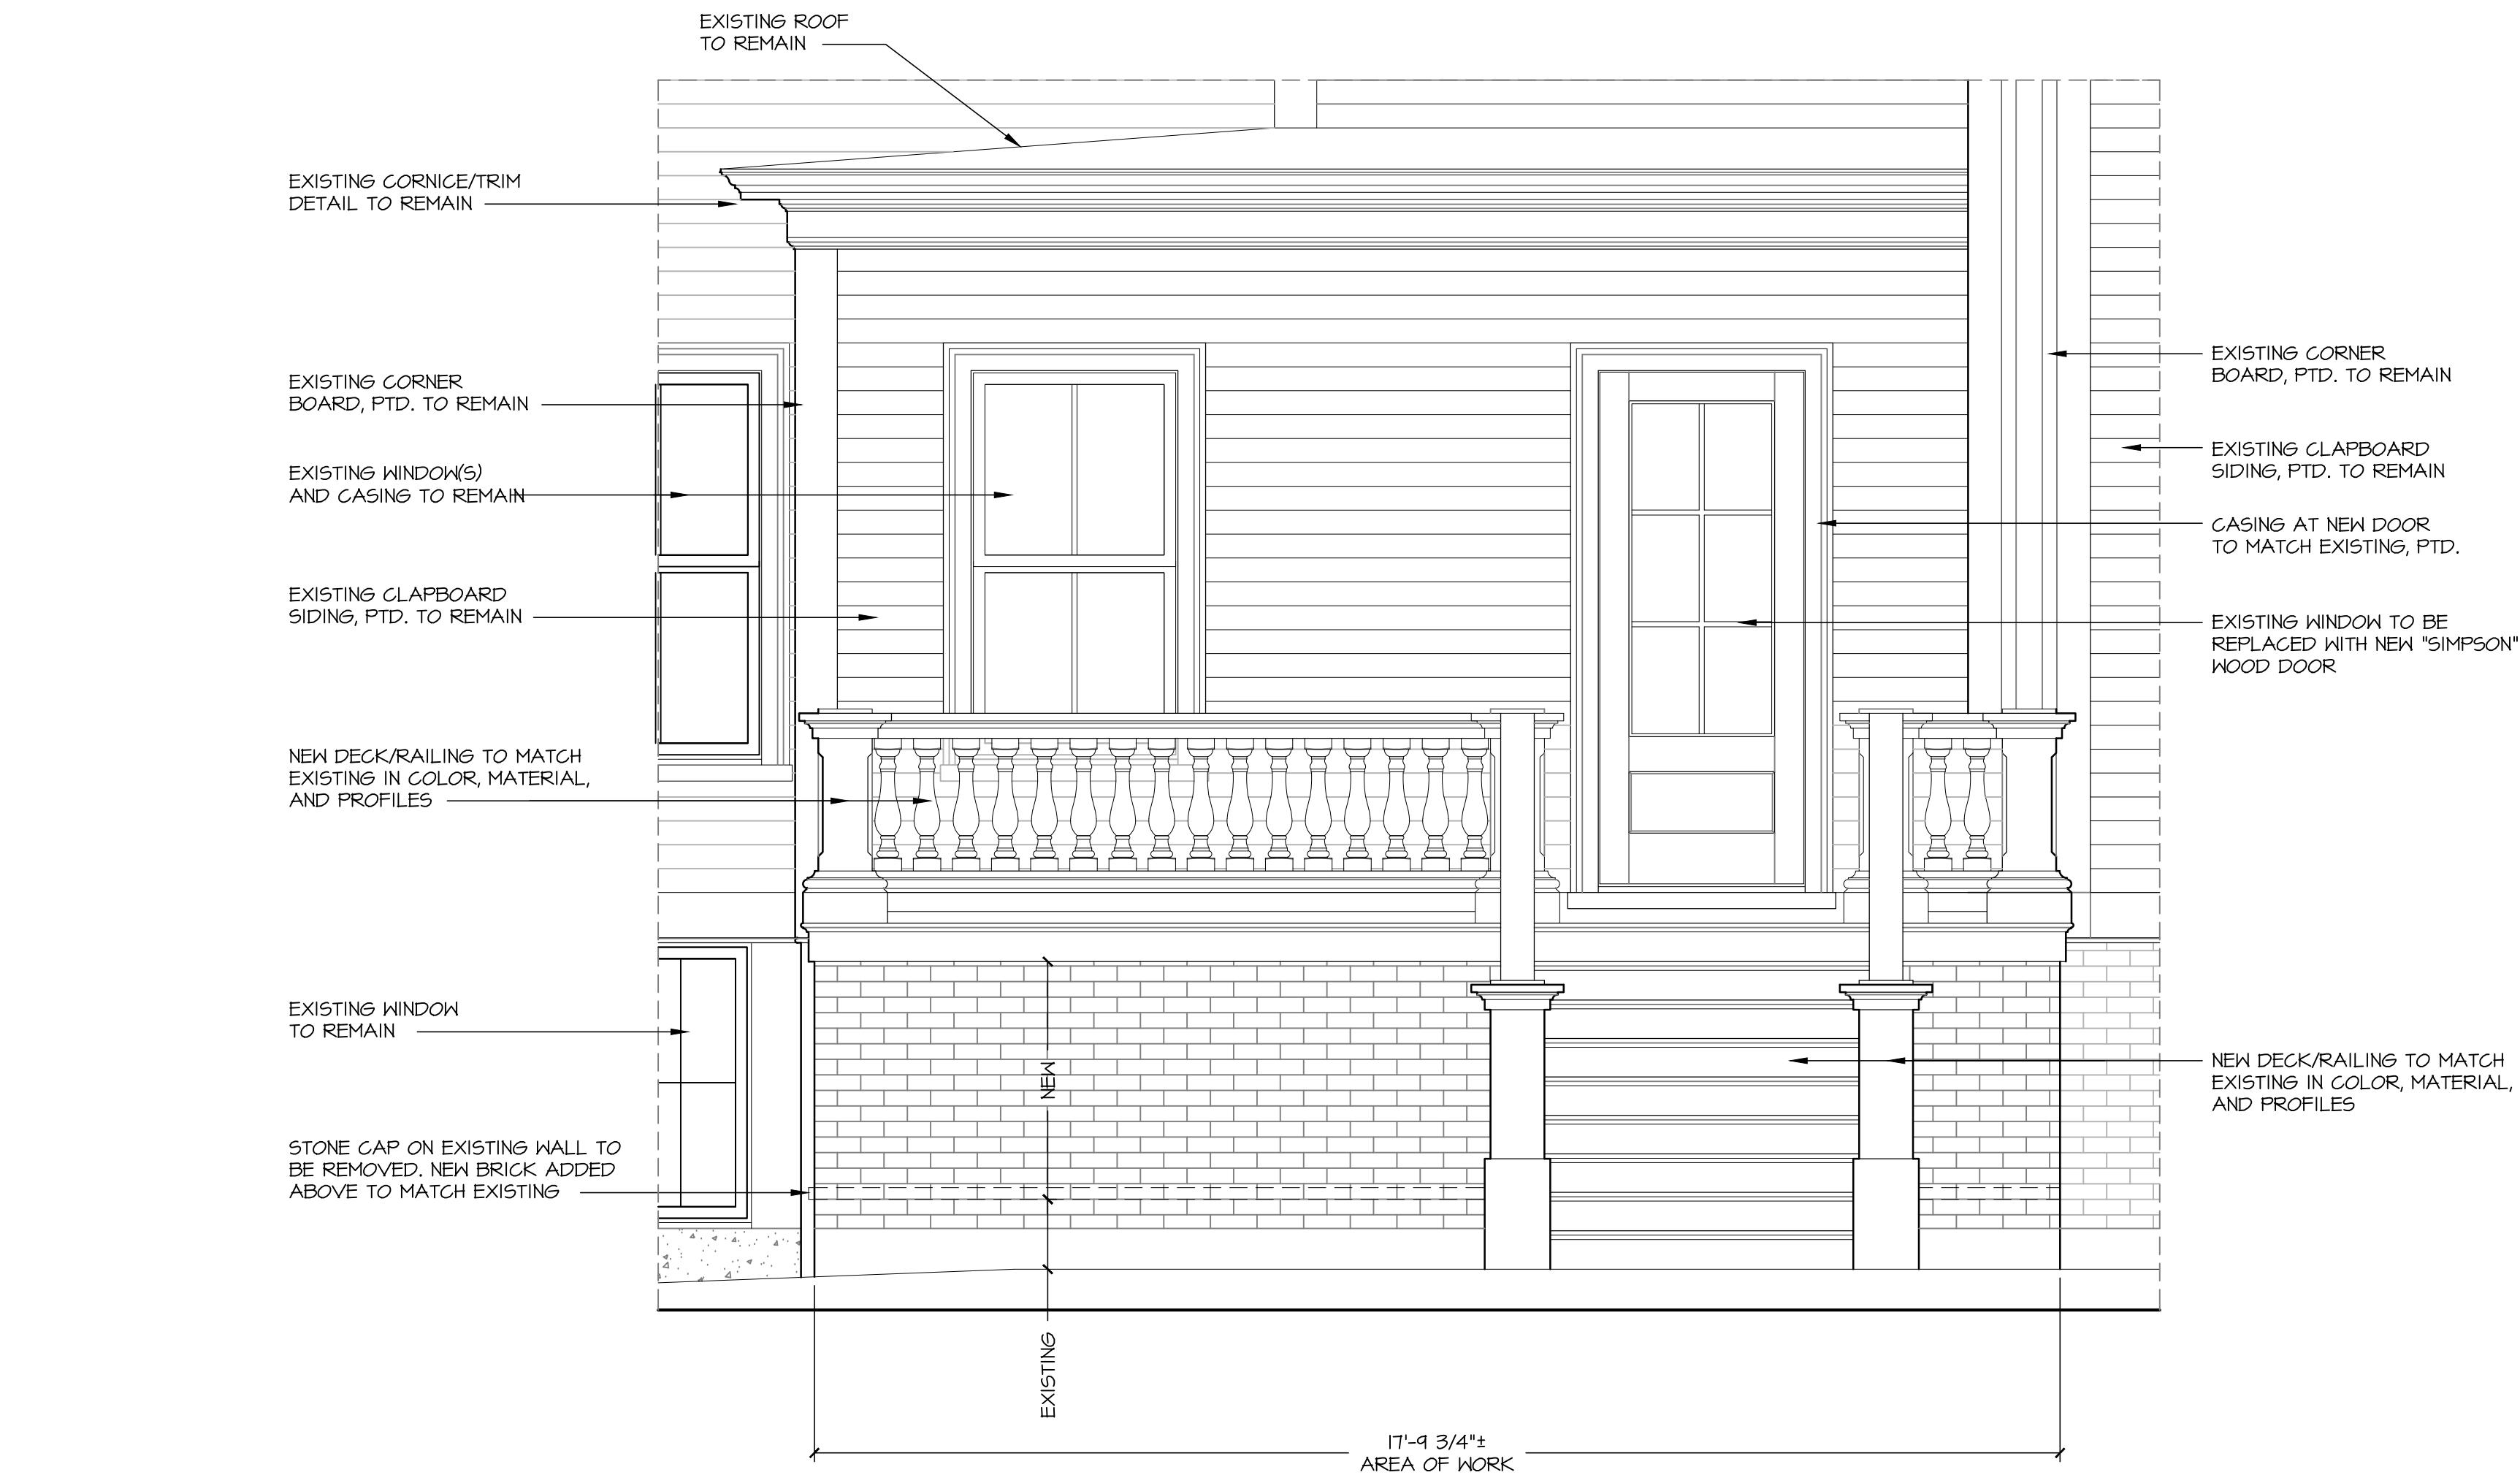 EXISTING ROOF
TO REMAIN
EXISTING CORNICE/TRIM
DETAIL TO REMAIN
EXISTING CORNER
BOARD, PTD. TO REMAIN
EXISTING WINDOW(S)
AND CASING TO REMAIN
EXISTING CLAPBOARD
SIDING, PTD. TO REMAIN
NEW DECK/RAILING TO MATCH
EXISTING IN COLOR, MATERIAL,
AND PROFILES
EXISTING WINDOW
TO REMAIN
STONE CAP ON EXISTING WALL TO
BE REMOVED. NEW BRICK ADDED
ABOVE TO MATCH EXISTING
EXISTING CORNER
BOARD, PTD. TO REMAIN
EXISTING CLAPBOARD
SIDING, PTD. TO REMAIN
CASING AT NEW DOOR
TO MATCH EXISTING, PTD.
EXISTING WINDOW TO BE
REPLACED WITH NEW "SIMPSON"
WOOD DOOR
NEW DECK/RAILING TO MATCH
EXISTING IN COLOR, MATERIAL,
AND PROFILES
NEW
EXISTING
17'-9 3/4"±
AREA OF WORK